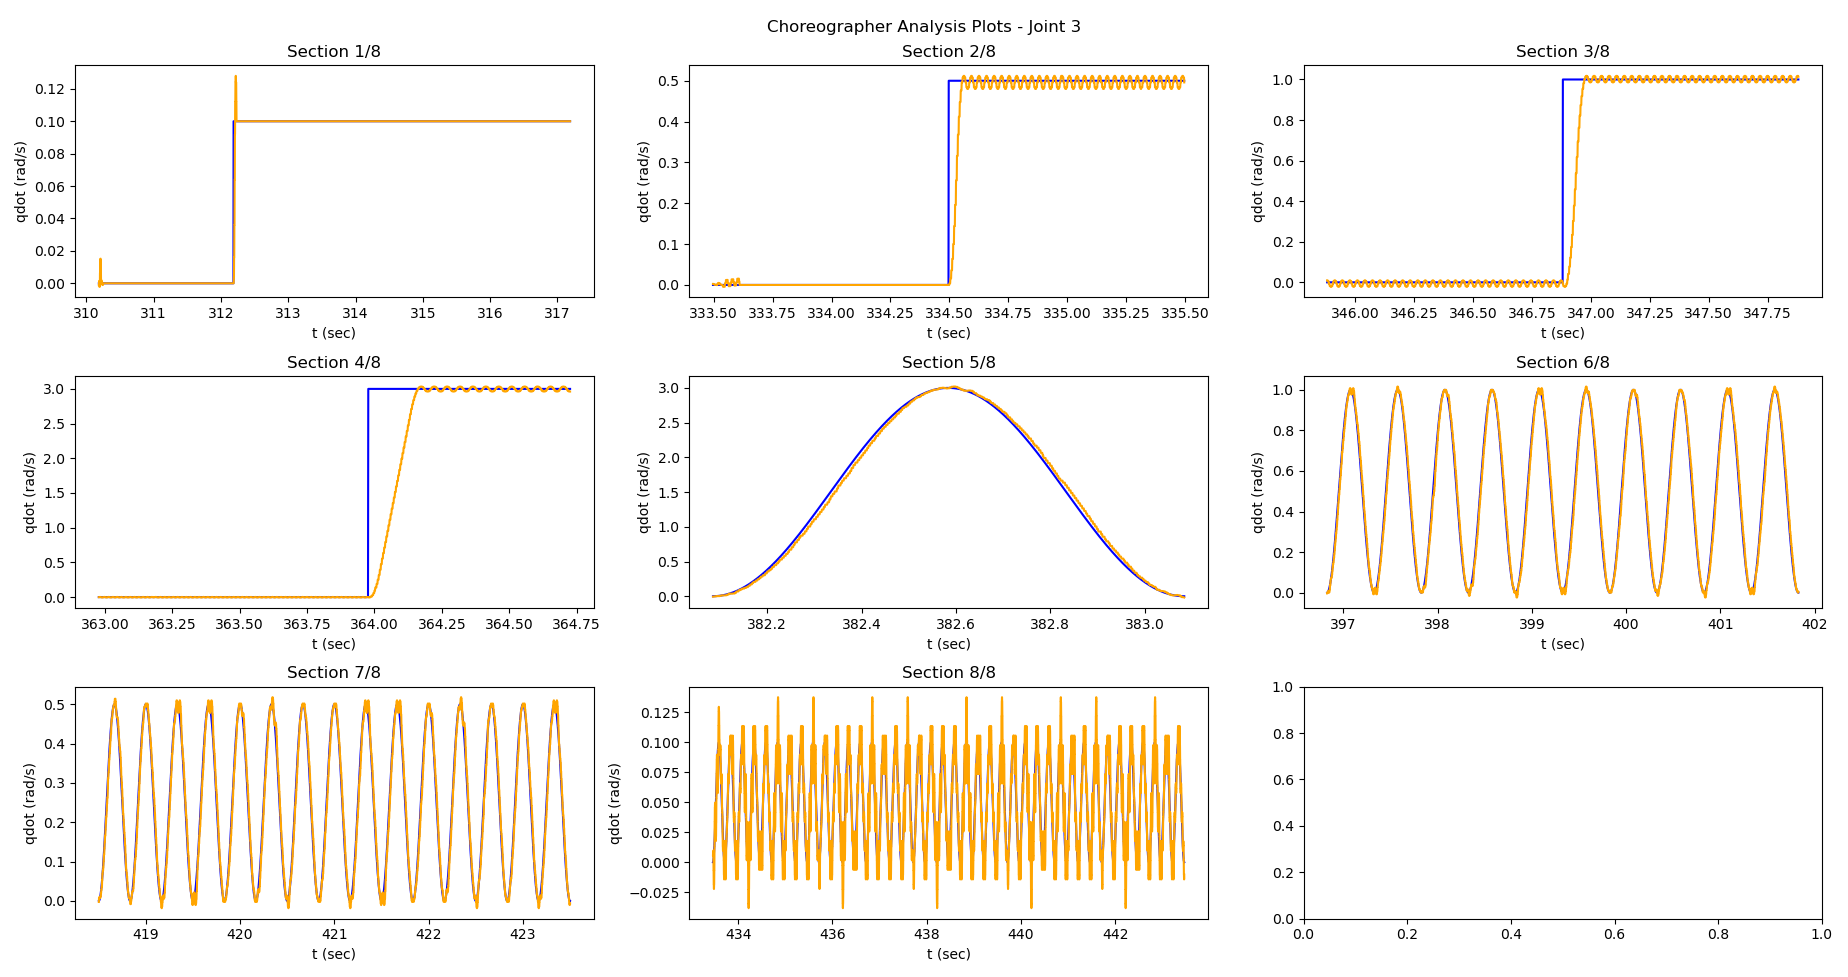 Choreographer Analysis Plots - Joint 3
Section 1/8
qdot (rad/s)
0.12
0.10
0.08
0.06
0.04
0.02
0.00
310 311 312 313 314 315 316 317
t (sec)
Section 2/8
qdot (rad/s)
0.5
0.4
0.3
0.2
0.1
0.0
333.50 333.75 334.00 334.25 334.50 334.75 335.00 335.25 335.50
t (sec)
Section 3/8
qdot (rad/s)
1.0
0.8
0.6
0.4
0.2
0.0
346.00 346.25 346.50 346.75 347.00 347.25 347.50 347.75
t (sec)
Section 4/8
qdot (rad/s)
3.0
2.5
2.0
1.5
1.0
0.5
0.0
363.00 363.25 363.50 363.75 364.00 364.25 364.50 364.75
t (sec)
Section 5/8
qdot (rad/s)
3.0
2.5
2.0
1.5
1.0
0.5
0.0
382.2 382.4 382.6 382.8 383.0
t (sec)
Section 6/8
qdot (rad/s)
1.0
0.8
0.6
0.4
0.2
0.0
397 398 399 400 401 402
t (sec)
Section 7/8
qdot (rad/s)
0.5
0.4
0.3
0.2
0.1
0.0
419 420 421 422 423
t (sec)
Section 8/8
qdot (rad/s)
0.125
0.100
0.075
0.050
0.025
0.000
−0.025
434 436 438 440 442
t (sec)
1.0
0.8
0.6
0.4
0.2
0.0
0.0 0.2 0.4 0.6 0.8 1.0